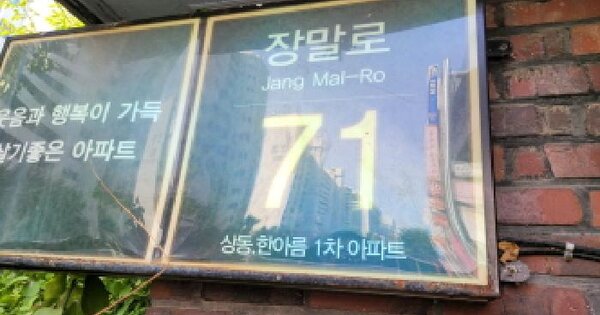 웃음과 행복이 가득
살기좋은 아파트
장말로
Jang Mal-Ro
71
상동.한아름 1차 아파트